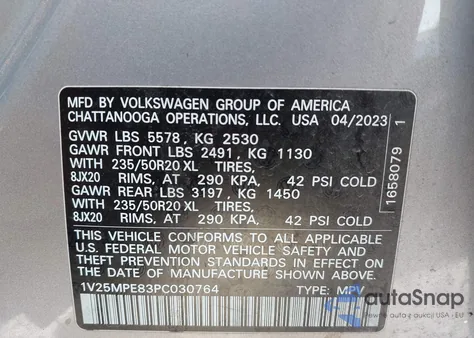 MFD BY VOLKSWAGEN GROUP OF AMERICA
CHATTANOOGA OPERATIONS, LLC. USA 04/2023
GVWR LBS 5578, KG 2530
GAWR FRONT LBS 2491, KG 1130
WITH 235/50R20 XL TIRES,
8JX20 RIMS, AT 290 KPA, 42 PSI COLD
GAWR REAR LBS 3197, KG 1450
WITH 235/50R20 XL TIRES,
8JX20 RIMS, AT 290 KPA, 42 PSI COLD
THIS VEHICLE CONFORMS TO ALL APPLICABLE
U.S. FEDERAL MOTOR VEHICLE SAFETY AND
THEFT PREVENTION STANDARDS IN EFFECT ON
THE DATE OF MANUFACTURE SHOWN ABOVE.
1V25MPE83PC030764 TYPE: MPV
1658079 1
autoSnap